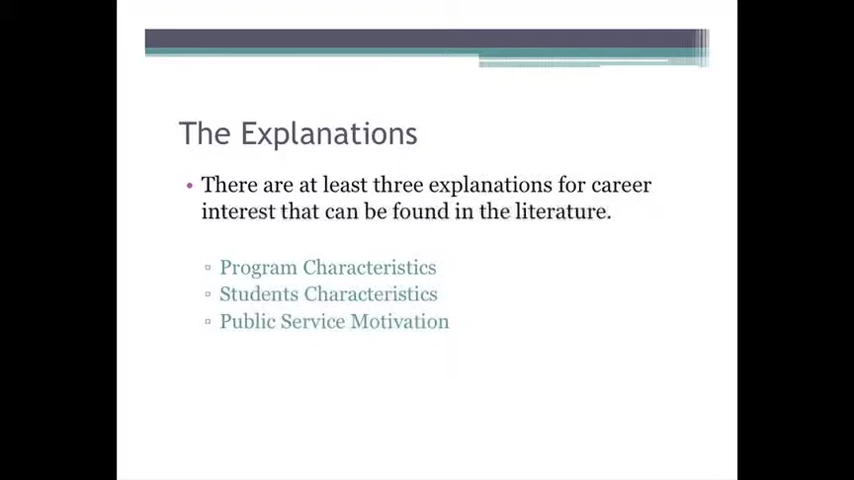 The Explanations
• There are at least three explanations for career
interest that can be found in the literature.
▫ Program Characteristics
▫ Students Characteristics
▫ Public Service Motivation